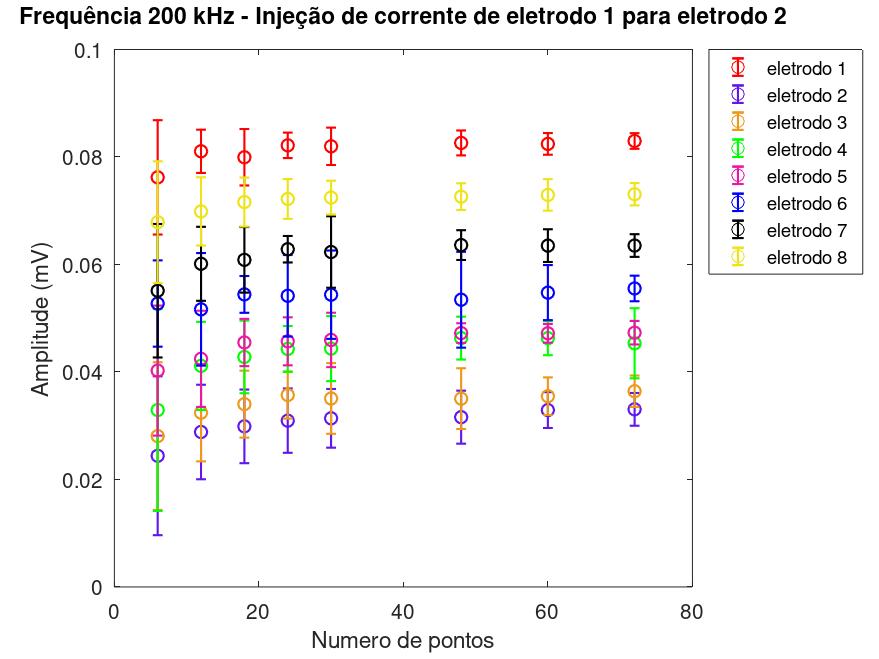 Frequência 200 kHz - Injeção de corrente de eletrodo 1 para eletrodo 2
0.1
0.08
0.06
0.04
0.02
0
Amplitude (mV)
0 20 40 60 80
Numero de pontos
eletrodo 1
eletrodo 2
eletrodo 3
eletrodo 4
eletrodo 5
eletrodo 6
eletrodo 7
eletrodo 8